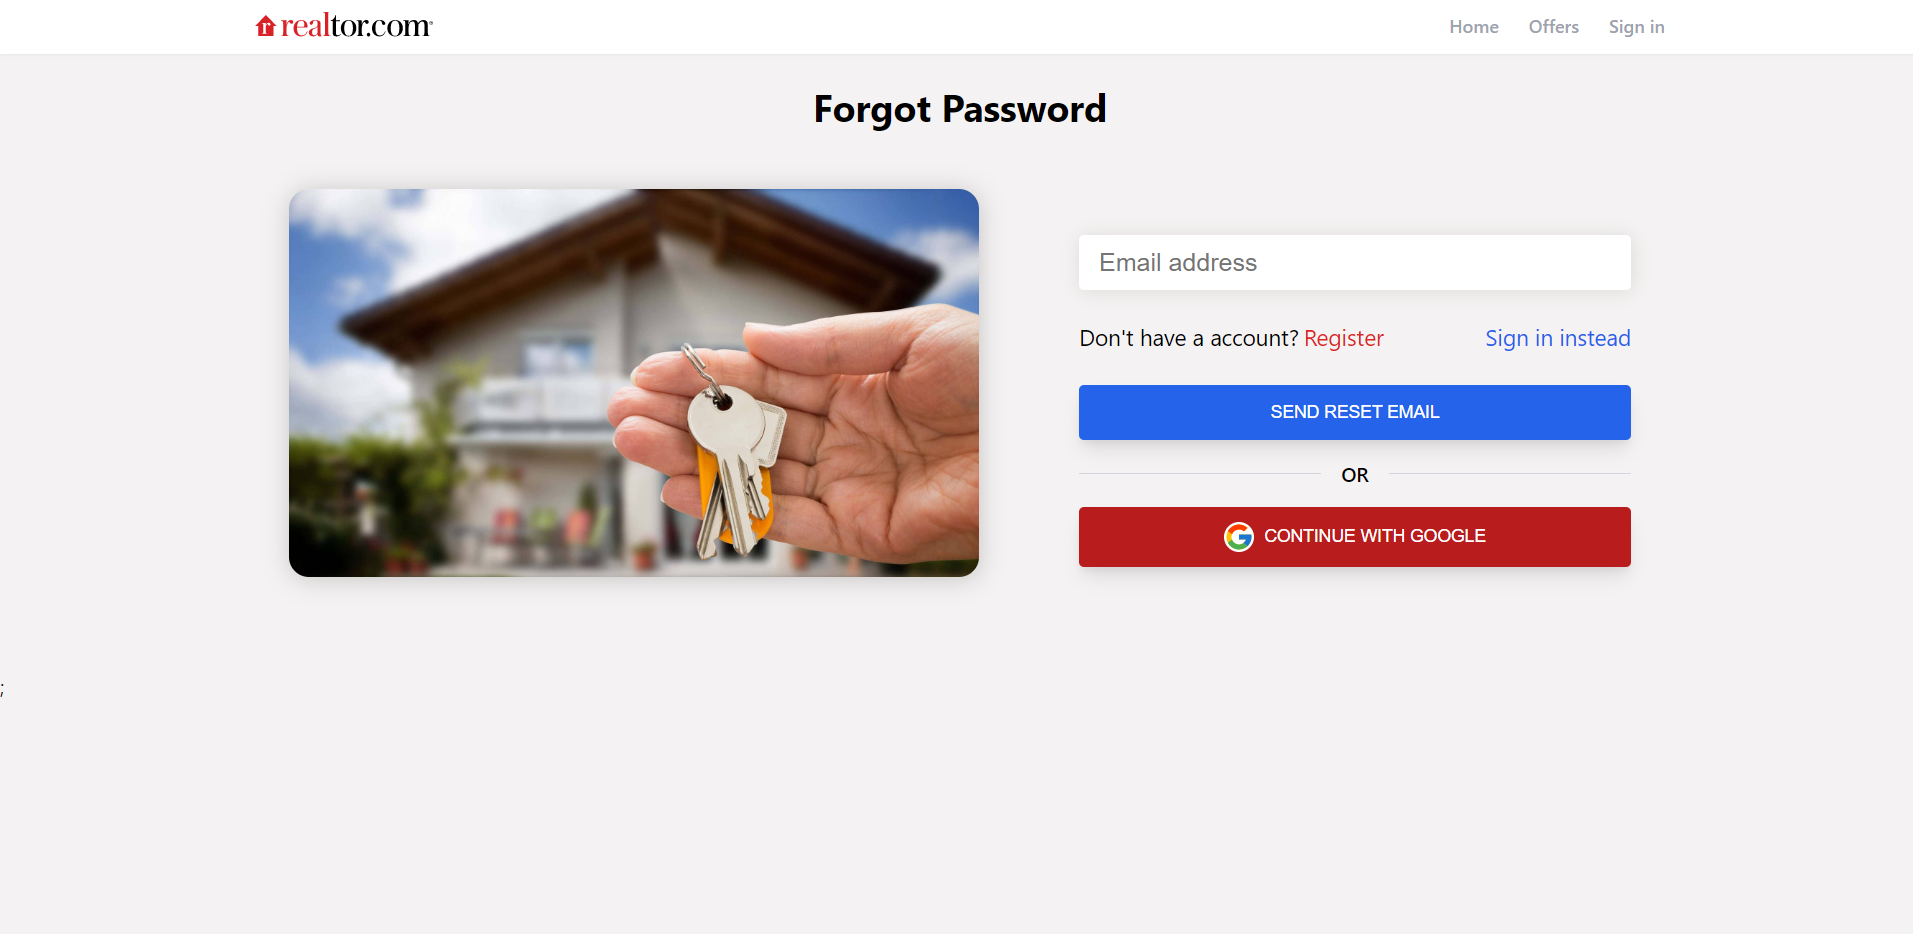 realtor.com®
Home Offers Sign in
Forgot Password
Email address
Don't have a account? Register Sign in instead
SEND RESET EMAIL
OR
CONTINUE WITH GOOGLE
;